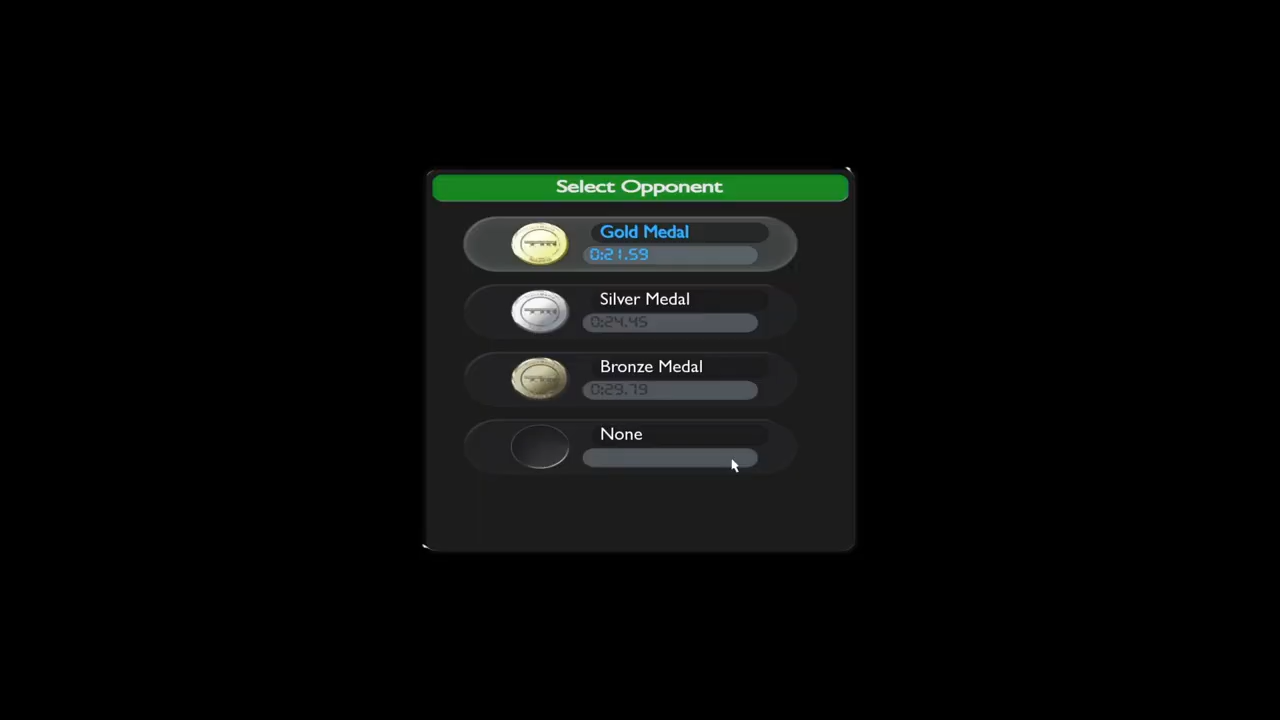 Select Opponent
Gold Medal
0:21.59
Silver Medal
0:24.45
Bronze Medal
0:29.79
None